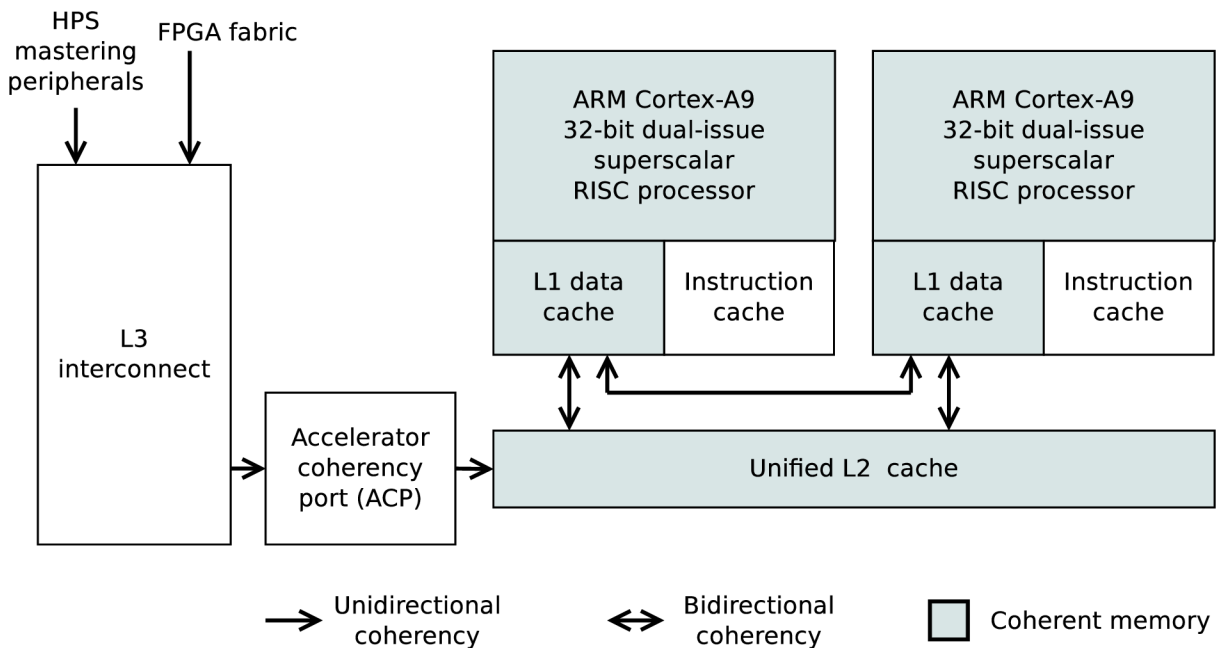 HPS
mastering
peripherals
FPGA fabric
L3
interconnect
Accelerator
coherency
port (ACP)
ARM Cortex-A9
32-bit dual-issue
superscalar
RISC processor
L1 data
cache
Instruction
cache
ARM Cortex-A9
32-bit dual-issue
superscalar
RISC processor
L1 data
cache
Instruction
cache
Unified L2 cache
Unidirectional
coherency
Bidirectional
coherency
Coherent memory